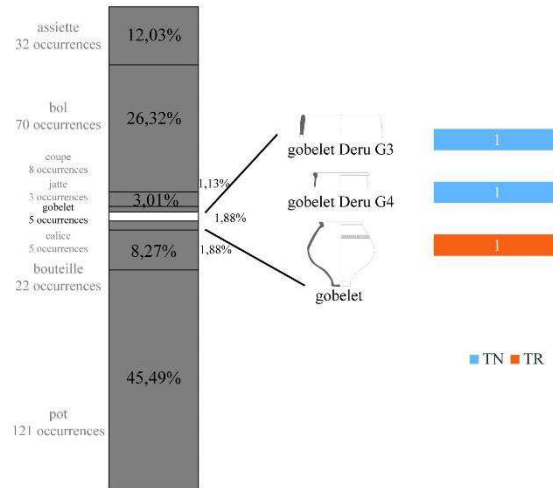 assiette
32 occurrences
12,03%
bol
70 occurrences
26,32%
coupe
8 occurrences
3,01%
jatte
3 occurrences
1,13%
gobelet
5 occurrences
1,88%
calice
5 occurrences
1,88%
bouteille
22 occurrences
8,27%
pot
121 occurrences
45,49%
gobelet Deru G3
1
gobelet Deru G4
1
gobelet
1
TN
TR